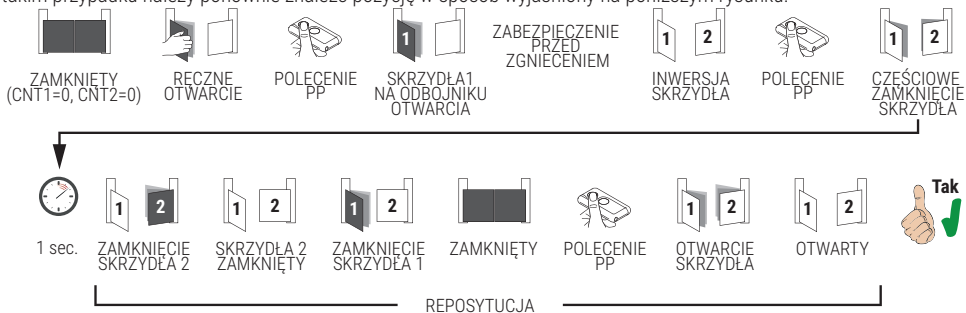 takim przypadku należy ponownie znaleźć pozycję w sposób wyjaśniony na poniższym rysunku.
ZAMKNIĘTY
(CNT1=0, CNT2=0)
RĘCZNE
OTWARCIE
POLECENIE
PP
1
SKRZYDŁA1
NA ODBOJNIKU
OTWARCIA
ZABEZPIECZENIE
PRZED
ZGNIECENIEM
1 2
INWERSJA
SKRZYDŁA
POLECENIE
PP
1 2
CZĘŚCIOWE
ZAMKNIĘCIE
SKRZYDŁA
1 sec.
1 2
ZAMKNIĘCIE
SKRZYDŁA 2
1 2
SKRZYDŁA 2
ZAMKNIĘTY
1 2
ZAMKNIĘCIE
SKRZYDŁA 1
ZAMKNIĘTY
POLECENIE
PP
1 2
OTWARCIE
SKRZYDŁA
1 2
OTWARTY
Tak
REPOSYTUCJA